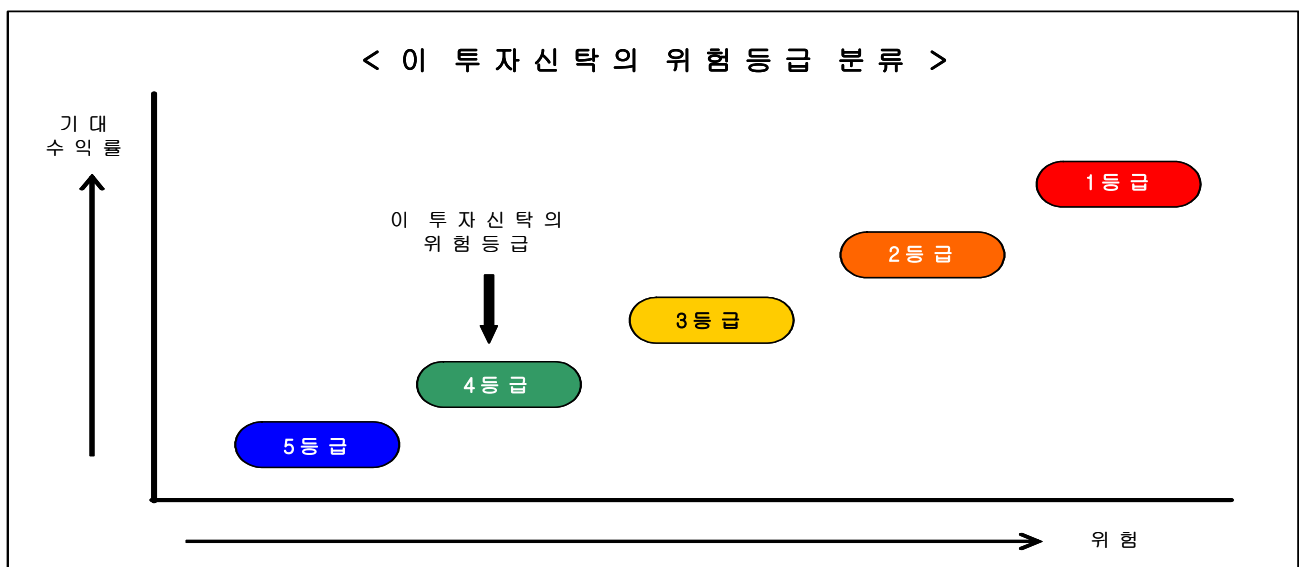 < 이 투자신탁의 위험등급 분류 >
기대
수익률
1등급
이 투자신탁의
위험등급
2등급
3등급
4등급
5등급
위험